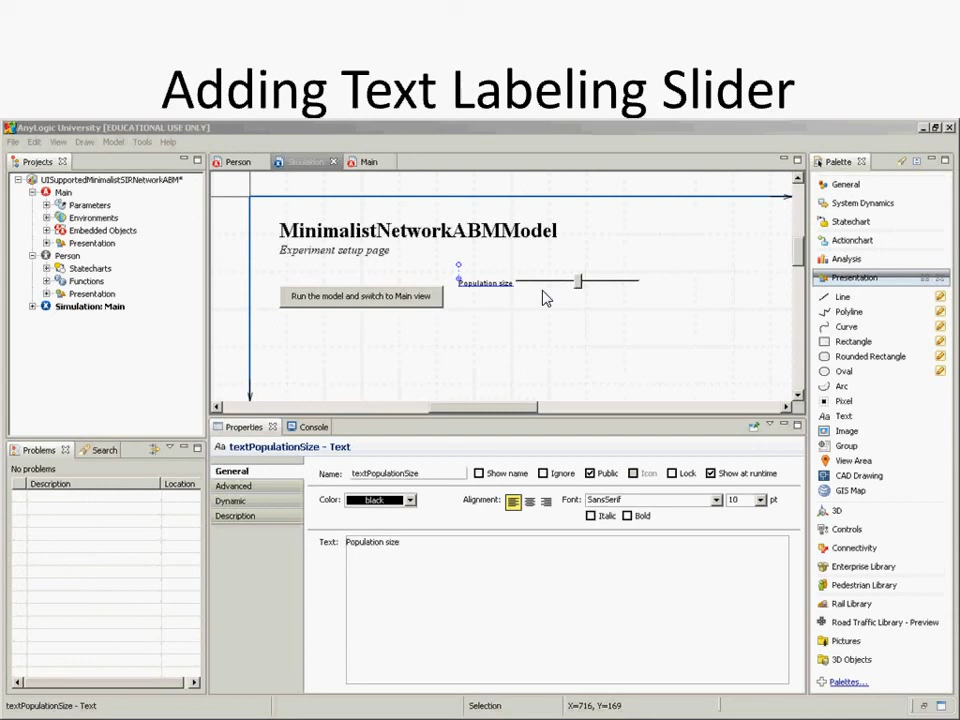 Adding Text Labeling Slider
AnyLogic University [EDUCATIONAL USE ONLY]
File Edit View Draw Model Tools Help
Projects
UISupportedMinimalistSIRNetworkABM*
Main
Parameters
Environments
Embedded Objects
Presentation
Person
Statecharts
Functions
Presentation
Simulation: Main
Problems
Search
No problems
Description Location
Person
Simulation
Main
MinimalistNetworkABMModel
Experiment setup page
Population size
Run the model and switch to Main view
Properties
Console
Aa textPopulationSize - Text
General
Advanced
Dynamic
Description
Name: textPopulationSize Show name Ignore Public Icon Lock Show at runtime
Color: black Alignment: Font: SansSerif 10 pt
Italic Bold
Text: Population size
Palette
General
System Dynamics
Statechart
Actionchart
Analysis
Presentation
Line
Polyline
Curve
Rectangle
Rounded Rectangle
Oval
Arc
Pixel
Aa Text
Image
Group
View Area
CAD Drawing
GIS Map
3D
Controls
Connectivity
Enterprise Library
Pedestrian Library
Rail Library
Road Traffic Library - Preview
Pictures
3D Objects
Palettes...
textPopulationSize - Text Selection X=716, Y=169